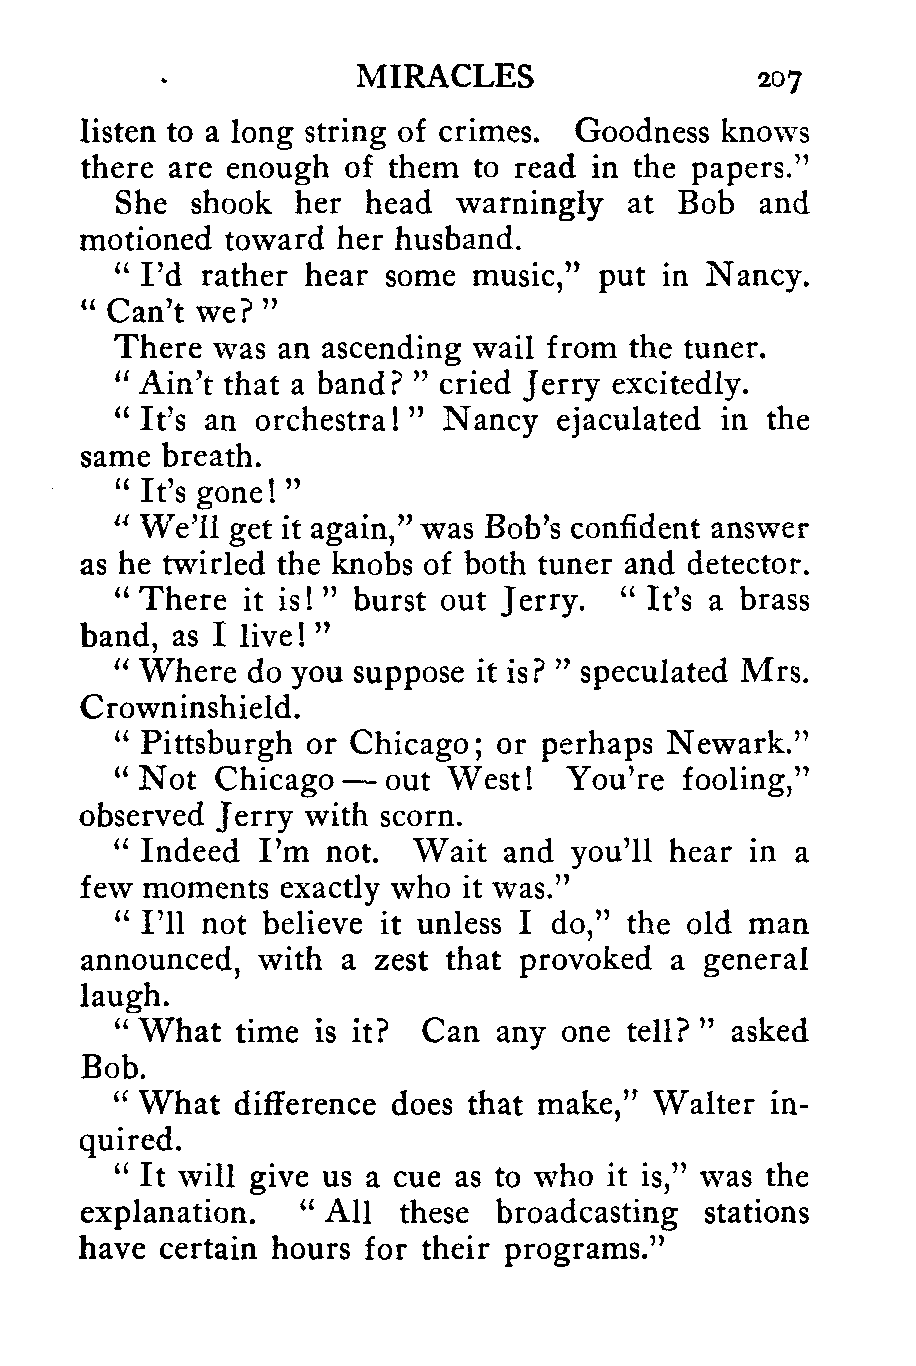 MIRACLES 207
listen to a long string of crimes. Goodness knows
there are enough of them to read in the papers.”
She shook her head warningly at Bob and
motioned toward her husband.
“ I’d rather hear some music,” put in Nancy.
“ Can’t we? ”
There was an ascending wail from the tuner.
“ Ain’t that a band? ” cried Jerry excitedly.
“ It’s an orchestra! ” Nancy ejaculated in the
same breath.
“ It’s gone! ”
“ We’ll get it again,” was Bob’s confident answer
as he twirled the knobs of both tuner and detector.
“ There it is! ” burst out Jerry. “ It’s a brass
band, as I live! ”
“ Where do you suppose it is? ” speculated Mrs.
Crowninshield.
“ Pittsburgh or Chicago; or perhaps Newark.”
“ Not Chicago — out West! You’re fooling,”
observed Jerry with scorn.
“ Indeed I’m not. Wait and you’ll hear in a
few moments exactly who it was.”
“ I’ll not believe it unless I do,” the old man
announced, with a zest that provoked a general
laugh.
“ What time is it? Can any one tell? ” asked
Bob.
“ What difference does that make,” Walter in-
quired.
“ It will give us a cue as to who it is,” was the
explanation. “ All these broadcasting stations
have certain hours for their programs.”